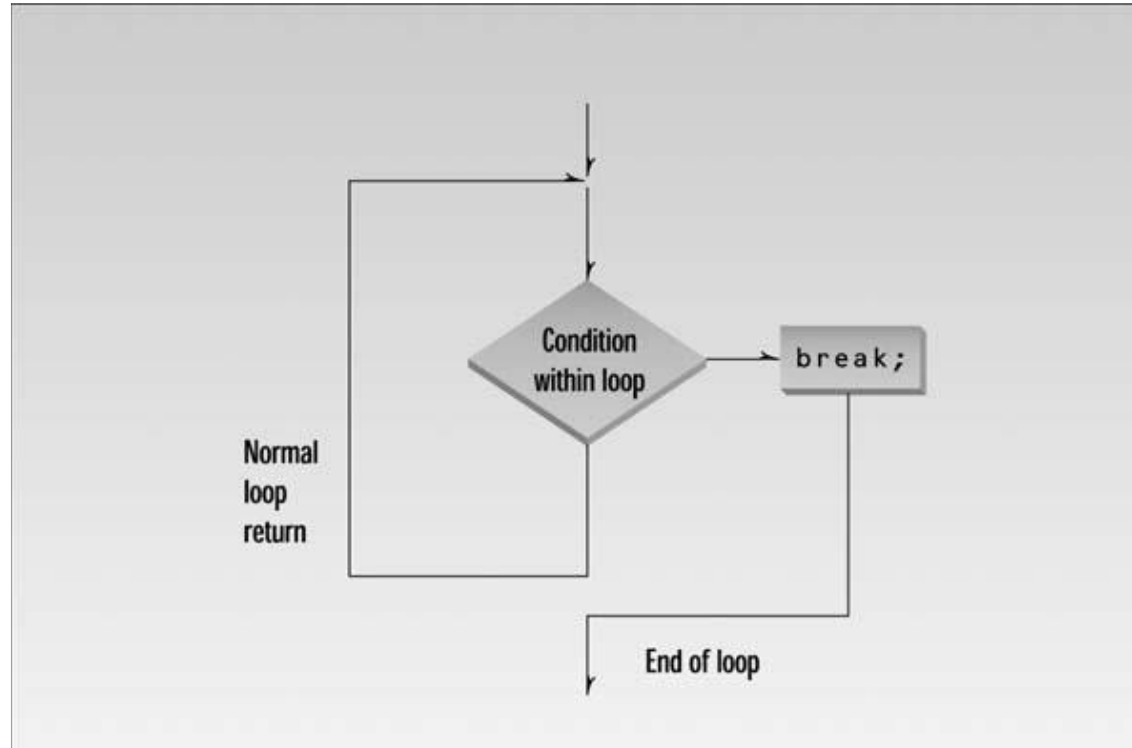 Condition
within loop
break;
Normal
loop
return
End of loop